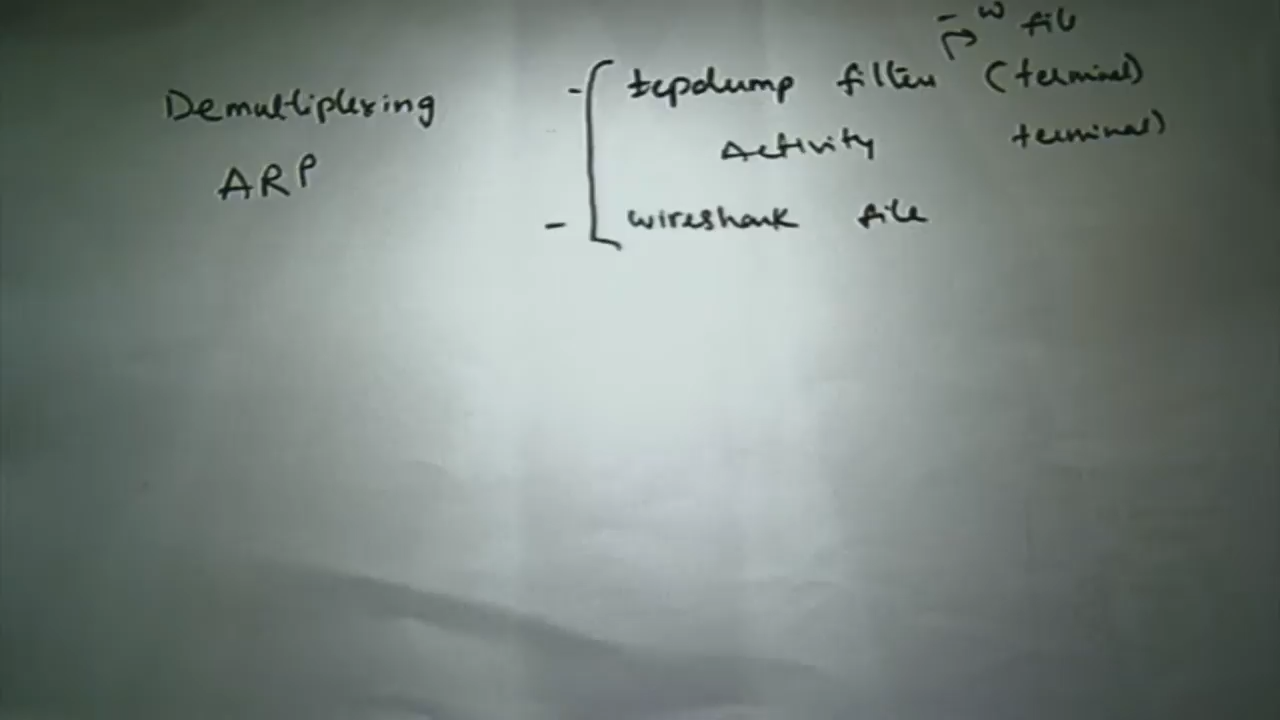 Demultiplexing
ARP
- w file
- tcpdump filter (terminal)
Activity terminal)
- wireshark file